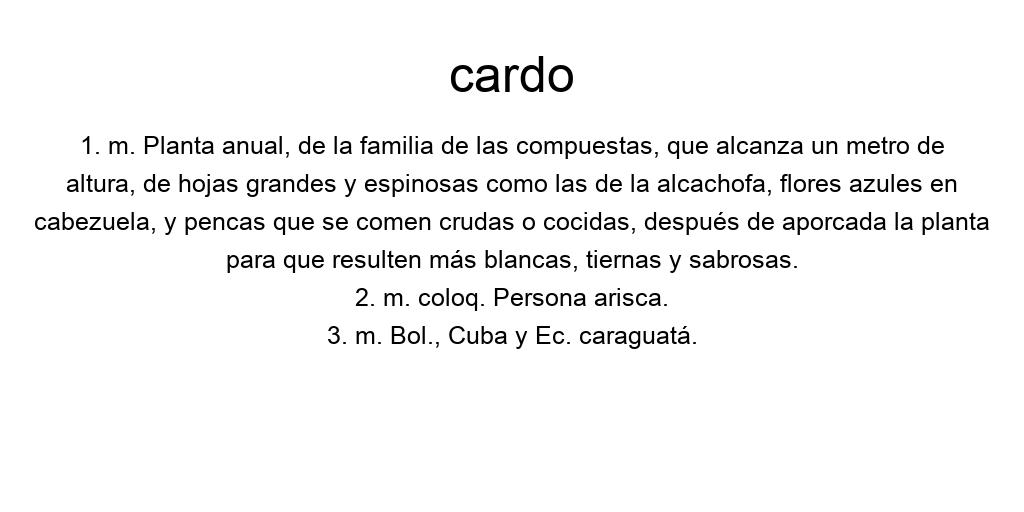 cardo
1. m. Planta anual, de la familia de las compuestas, que alcanza un metro de
altura, de hojas grandes y espinosas como las de la alcachofa, flores azules en
cabezuela, y pencas que se comen crudas o cocidas, después de aporcada la planta
para que resulten más blancas, tiernas y sabrosas.
2. m. coloq. Persona arisca.
3. m. Bol., Cuba y Ec. caraguatá.